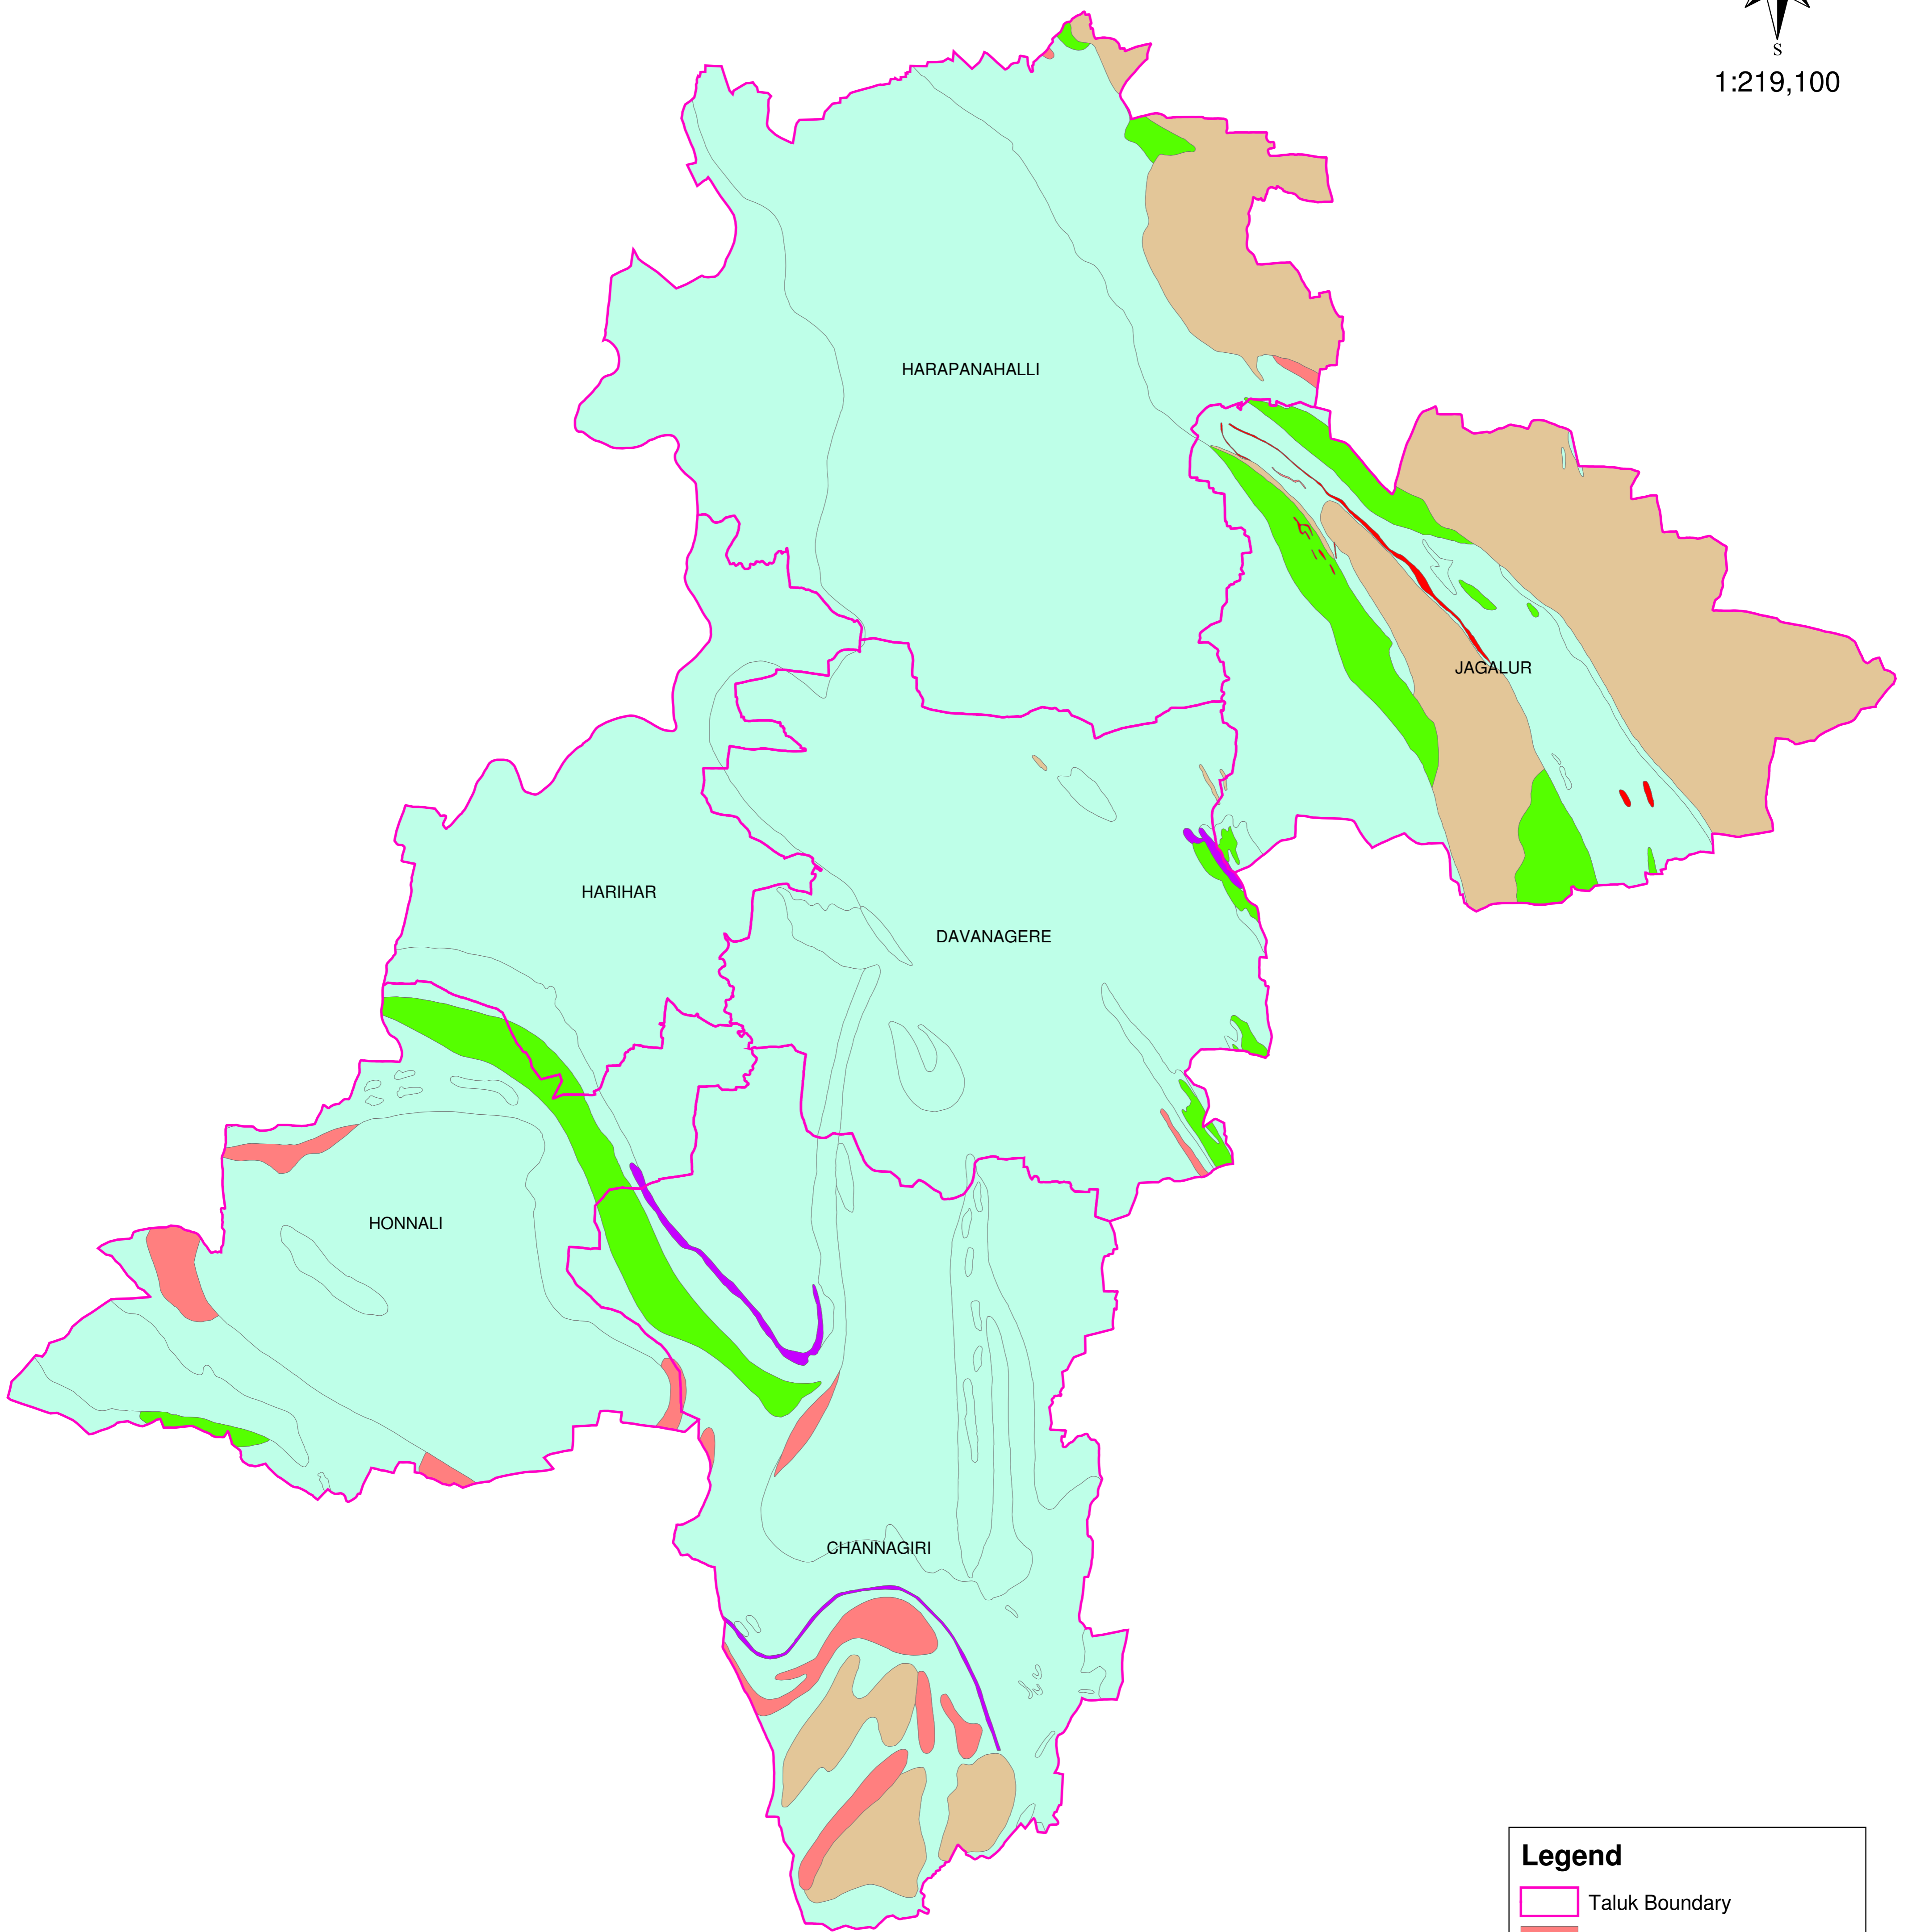 S
1:219,100
HARAPANAHALLI
JAGALUR
HARIHAR
DAVANAGERE
HONNALI
CHANNAGIRI
Legend
Taluk Boundary